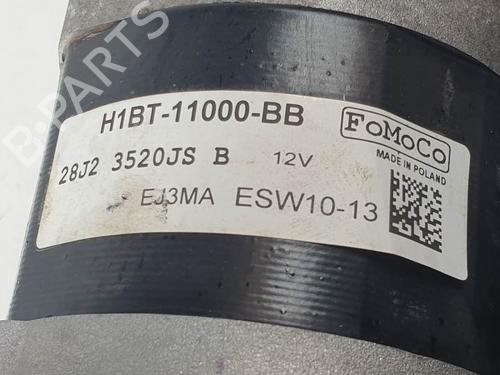 H1BT-11000-BB
FoMoCo
MADE IN POLAND
28J2 3520JS B 12V
EJ3MA ESW10-13
B-PARTS